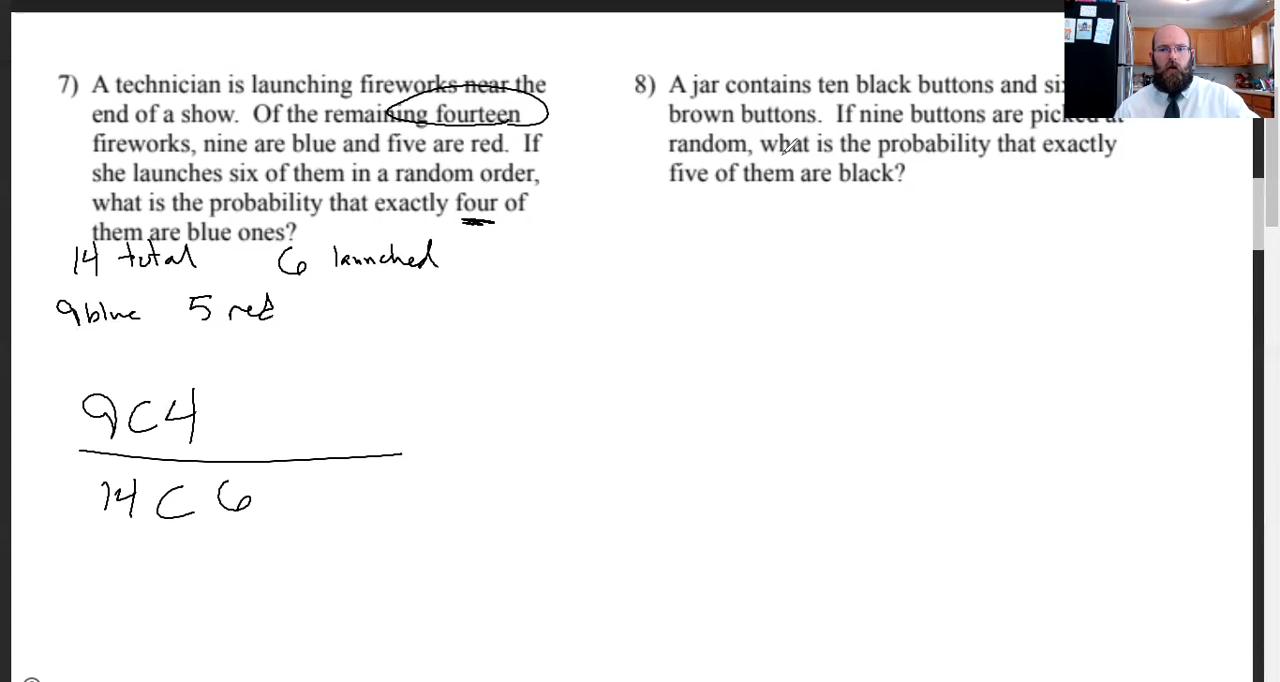 7) A technician is launching fireworks near the
end of a show. Of the remaining fourteen
fireworks, nine are blue and five are red. If
she launches six of them in a random order,
what is the probability that exactly four of
them are blue ones?
14 total 6 launched
9 blue 5 red
9C4
14C6
8) A jar contains ten black buttons and
brown buttons. If nine buttons are
random, what is the probability that exactly
five of them are black?